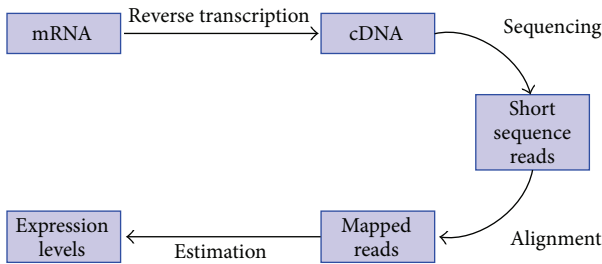 mRNA
Reverse transcription
cDNA
Sequencing
Short
sequence
reads
Alignment
Mapped
reads
Estimation
Expression
levels